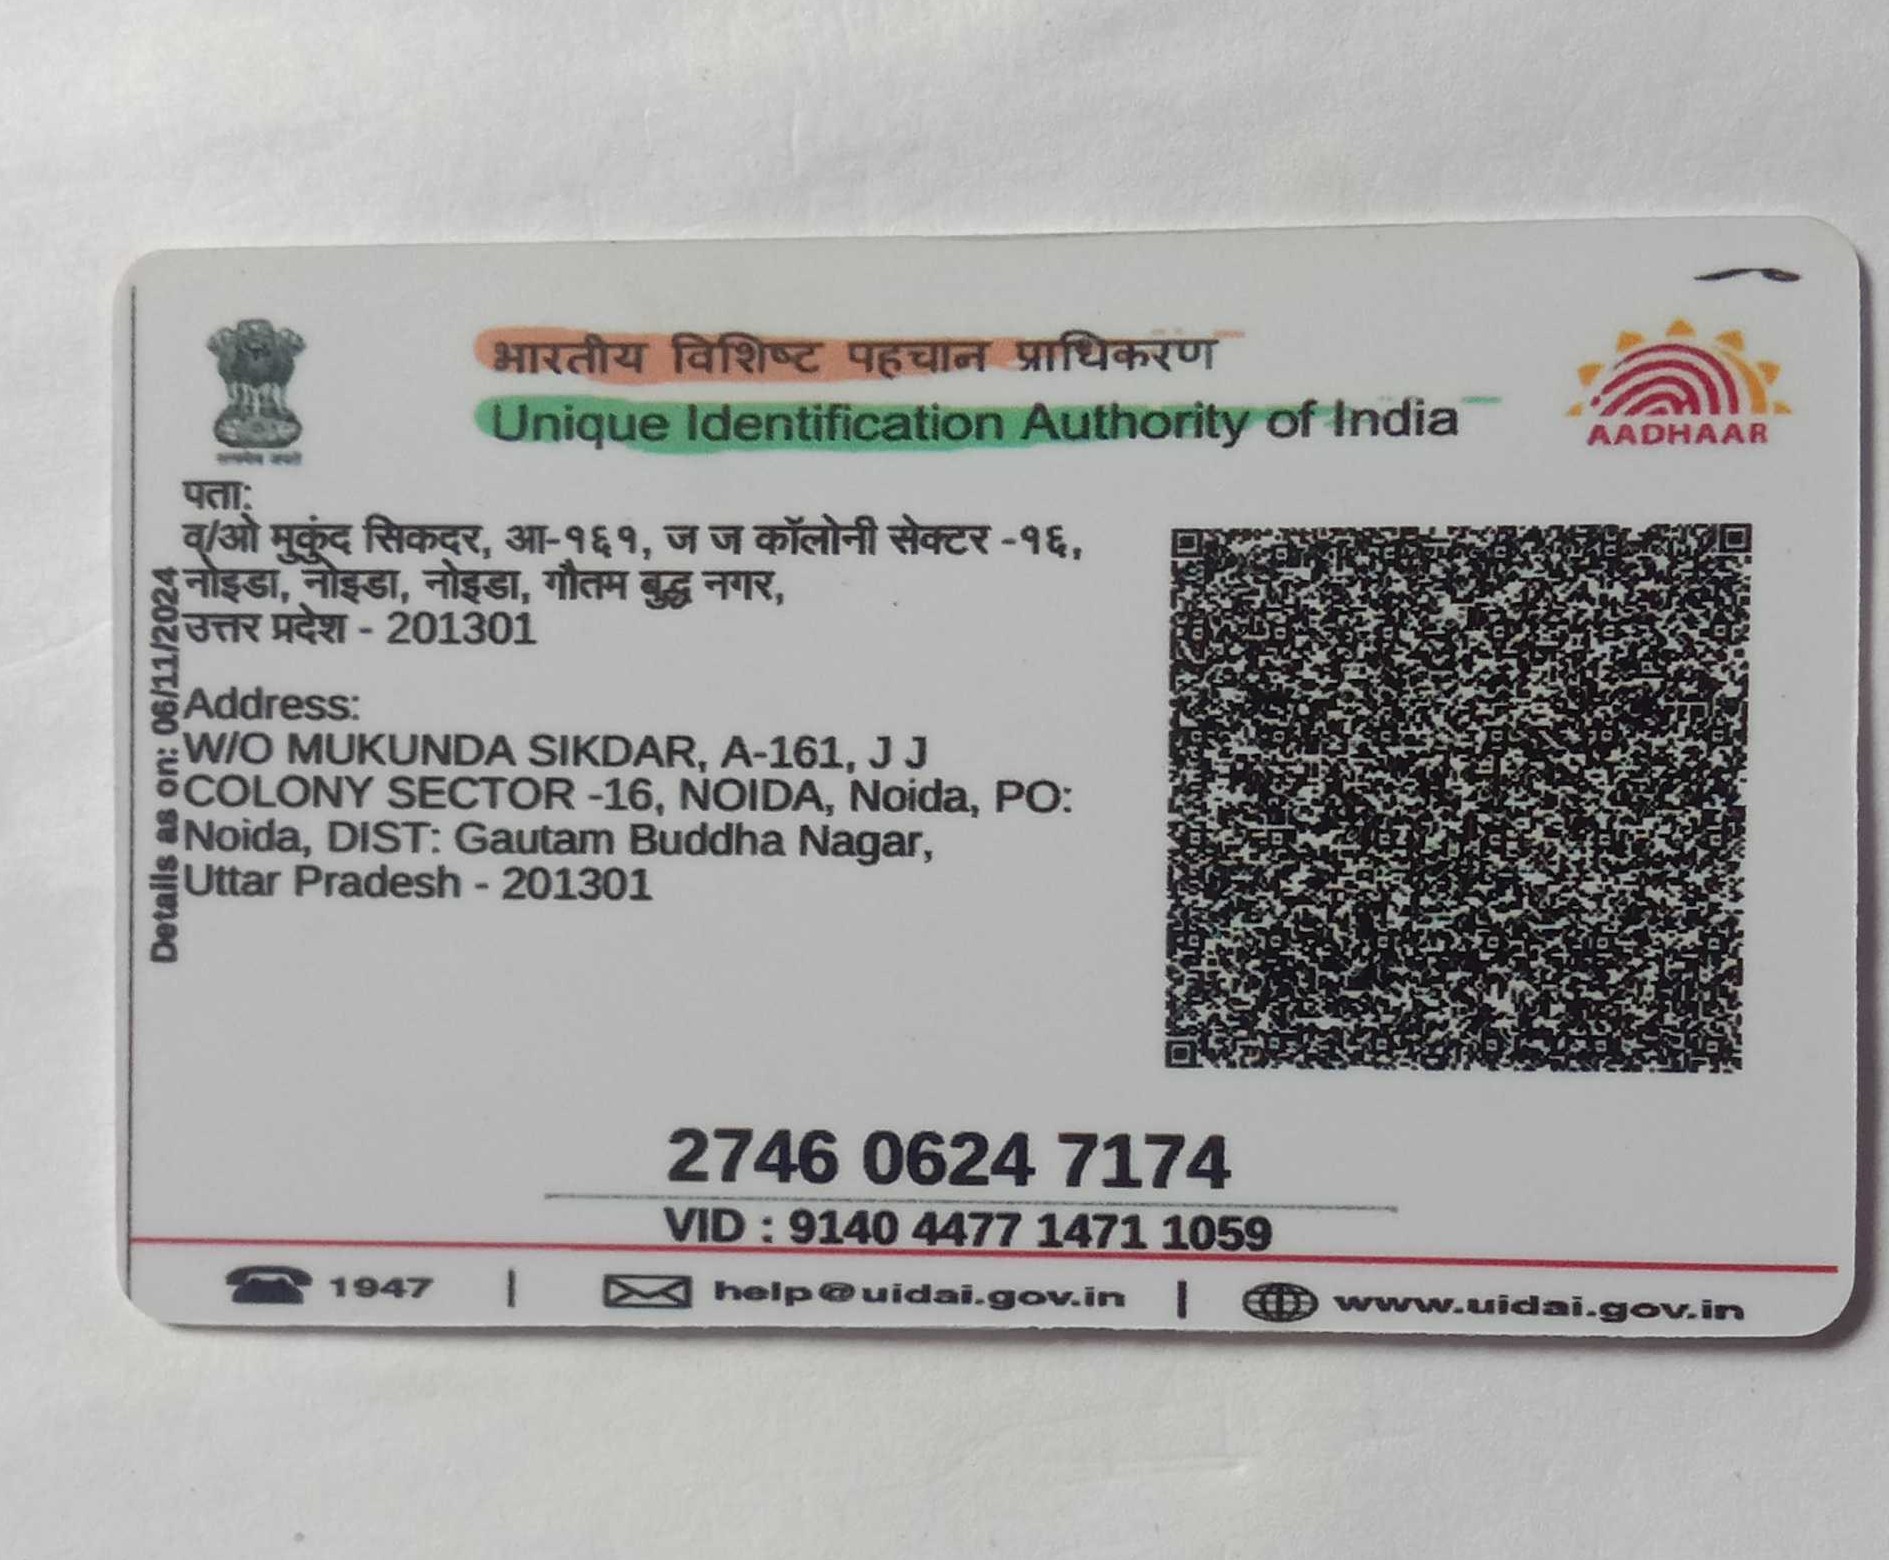 भारतीय विशिष्ट पहचान प्राधिकरण
Unique Identification Authority of India
AADHAAR
पता:
व/ओ मुकुंद सिकदर, आ-१६१, ज ज कॉलोनी सेक्टर -१६,
नोइडा, नोइडा, नोइडा, गौतम बुद्ध नगर,
उत्तर प्रदेश - 201301
Details as on: 06/11/2024
Address:
W/O MUKUNDA SIKDAR, A-161, J J
COLONY SECTOR -16, NOIDA, Noida, PO:
Noida, DIST: Gautam Buddha Nagar,
Uttar Pradesh - 201301
2746 0624 7174
VID : 9140 4477 1471 1059
1947 | help@uidai.gov.in | www.uidai.gov.in